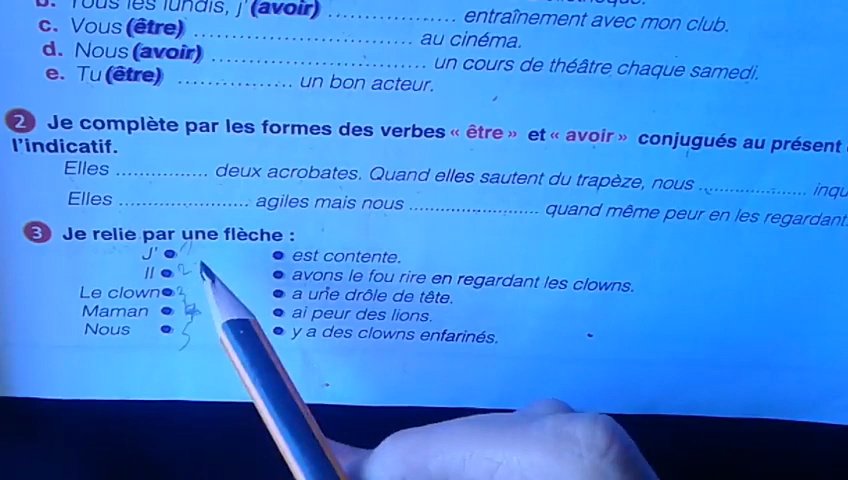 b. Tous les lundis, j'(avoir) .................. entraînement avec mon club.
c. Vous (être) .................................. au cinéma.
d. Nous (avoir) .................................. un cours de théâtre chaque samedi.
e. Tu (être) .................. un bon acteur.
2 Je complète par les formes des verbes « être » et « avoir » conjugués au présent
l'indicatif.
Elles ................ deux acrobates. Quand elles sautent du trapèze, nous .................. inqu
Elles ...................... agiles mais nous ...................... quand même peur en les regardant
3 Je relie par une flèche :
J' 1 est contente.
Il 2 avons le fou rire en regardant les clowns.
Le clown 3 a une drôle de tête.
Maman ai peur des lions.
Nous 5 y a des clowns enfarinés.